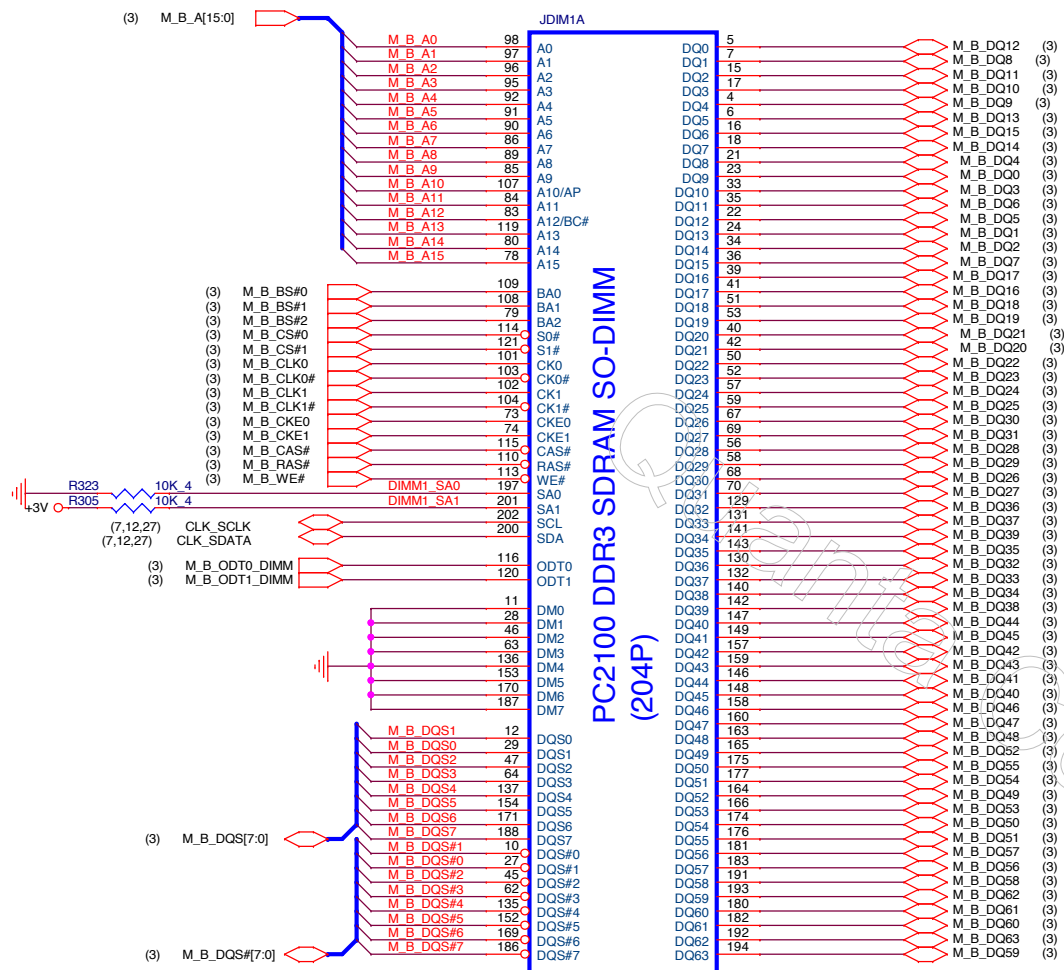 (3) M_B_A[15:0]
JDIM1A
M_B_A0 98 A0 DQ0 5 M_B_DQ12 (3)
M_B_A1 97 A1 DQ1 7 M_B_DQ8 (3)
M_B_A2 96 A2 DQ2 15 M_B_DQ11 (3)
M_B_A3 95 A3 DQ3 17 M_B_DQ10 (3)
M_B_A4 92 A4 DQ4 4 M_B_DQ9 (3)
M_B_A5 91 A5 DQ5 6 M_B_DQ13 (3)
M_B_A6 90 A6 DQ6 16 M_B_DQ15 (3)
M_B_A7 86 A7 DQ7 18 M_B_DQ14 (3)
M_B_A8 89 A8 DQ8 21 M_B_DQ4 (3)
M_B_A9 85 A9 DQ9 23 M_B_DQ0 (3)
M_B_A10 107 A10/AP DQ10 33 M_B_DQ3 (3)
M_B_A11 84 A11 DQ11 35 M_B_DQ6 (3)
M_B_A12 83 A12/BC# DQ12 22 M_B_DQ5 (3)
M_B_A13 119 A13 DQ13 24 M_B_DQ1 (3)
M_B_A14 80 A14 DQ14 34 M_B_DQ2 (3)
M_B_A15 78 A15 DQ15 36 M_B_DQ7 (3)
DQ16 39 M_B_DQ17 (3)
(3) M_B_BS#0 109 BA0 DQ17 41 M_B_DQ16 (3)
(3) M_B_BS#1 108 BA1 DQ18 51 M_B_DQ18 (3)
(3) M_B_BS#2 79 BA2 DQ19 53 M_B_DQ19 (3)
(3) M_B_CS#0 114 S0# DQ20 40 M_B_DQ21 (3)
(3) M_B_CS#1 121 S1# DQ21 42 M_B_DQ20 (3)
(3) M_B_CLK0 101 CK0 DQ22 50 M_B_DQ22 (3)
(3) M_B_CLK0# 103 CK0# DQ23 52 M_B_DQ23 (3)
(3) M_B_CLK1 102 CK1 DQ24 57 M_B_DQ24 (3)
(3) M_B_CLK1# 104 CK1# DQ25 59 M_B_DQ25 (3)
(3) M_B_CKE0 73 CKE0 DQ26 67 M_B_DQ30 (3)
(3) M_B_CKE1 74 CKE1 DQ27 69 M_B_DQ31 (3)
(3) M_B_CAS# 115 CAS# DQ28 56 M_B_DQ28 (3)
(3) M_B_RAS# 110 RAS# DQ29 58 M_B_DQ29 (3)
(3) M_B_WE# 113 WE# DQ30 68 M_B_DQ26 (3)
R323 10K_4 DIMM1_SA0 197 SA0 DQ31 70 M_B_DQ27 (3)
+3V R305 10K_4 DIMM1_SA1 201 SA1 DQ32 129 M_B_DQ36 (3)
(7,12,27) CLK_SCLK 202 SCL DQ33 131 M_B_DQ37 (3)
(7,12,27) CLK_SDATA 200 SDA DQ34 141 M_B_DQ39 (3)
DQ35 143 M_B_DQ35 (3)
(3) M_B_ODT0_DIMM 116 ODT0 DQ36 130 M_B_DQ32 (3)
(3) M_B_ODT1_DIMM 120 ODT1 DQ37 132 M_B_DQ33 (3)
DQ38 140 M_B_DQ34 (3)
11 DM0 DQ39 142 M_B_DQ38 (3)
28 DM1 DQ40 147 M_B_DQ44 (3)
46 DM2 DQ41 149 M_B_DQ45 (3)
63 DM3 DQ42 157 M_B_DQ42 (3)
136 DM4 DQ43 159 M_B_DQ43 (3)
153 DM5 DQ44 146 M_B_DQ41 (3)
170 DM6 DQ45 148 M_B_DQ40 (3)
187 DM7 DQ46 158 M_B_DQ46 (3)
DQ47 160 M_B_DQ47 (3)
M_B_DQS1 12 DQS0 DQ48 163 M_B_DQ48 (3)
M_B_DQS0 29 DQS1 DQ49 165 M_B_DQ52 (3)
M_B_DQS2 47 DQS2 DQ50 175 M_B_DQ55 (3)
M_B_DQS3 64 DQS3 DQ51 177 M_B_DQ54 (3)
M_B_DQS4 137 DQS4 DQ52 164 M_B_DQ49 (3)
M_B_DQS5 154 DQS5 DQ53 166 M_B_DQ53 (3)
M_B_DQS6 171 DQS6 DQ54 174 M_B_DQ50 (3)
(3) M_B_DQS[7:0] M_B_DQS7 188 DQS7 DQ55 176 M_B_DQ51 (3)
M_B_DQS#1 10 DQS#0 DQ56 181 M_B_DQ57 (3)
M_B_DQS#0 27 DQS#1 DQ57 183 M_B_DQ56 (3)
M_B_DQS#2 45 DQS#2 DQ58 191 M_B_DQ58 (3)
M_B_DQS#3 62 DQS#3 DQ59 193 M_B_DQ62 (3)
M_B_DQS#4 135 DQS#4 DQ60 180 M_B_DQ61 (3)
M_B_DQS#5 152 DQS#5 DQ61 182 M_B_DQ60 (3)
M_B_DQS#6 169 DQS#6 DQ62 192 M_B_DQ63 (3)
(3) M_B_DQS#[7:0] M_B_DQS#7 186 DQS#7 DQ63 194 M_B_DQ59 (3)
PC2100 DDR3 SDRAM SO-DIMM
(204P)
Quanta